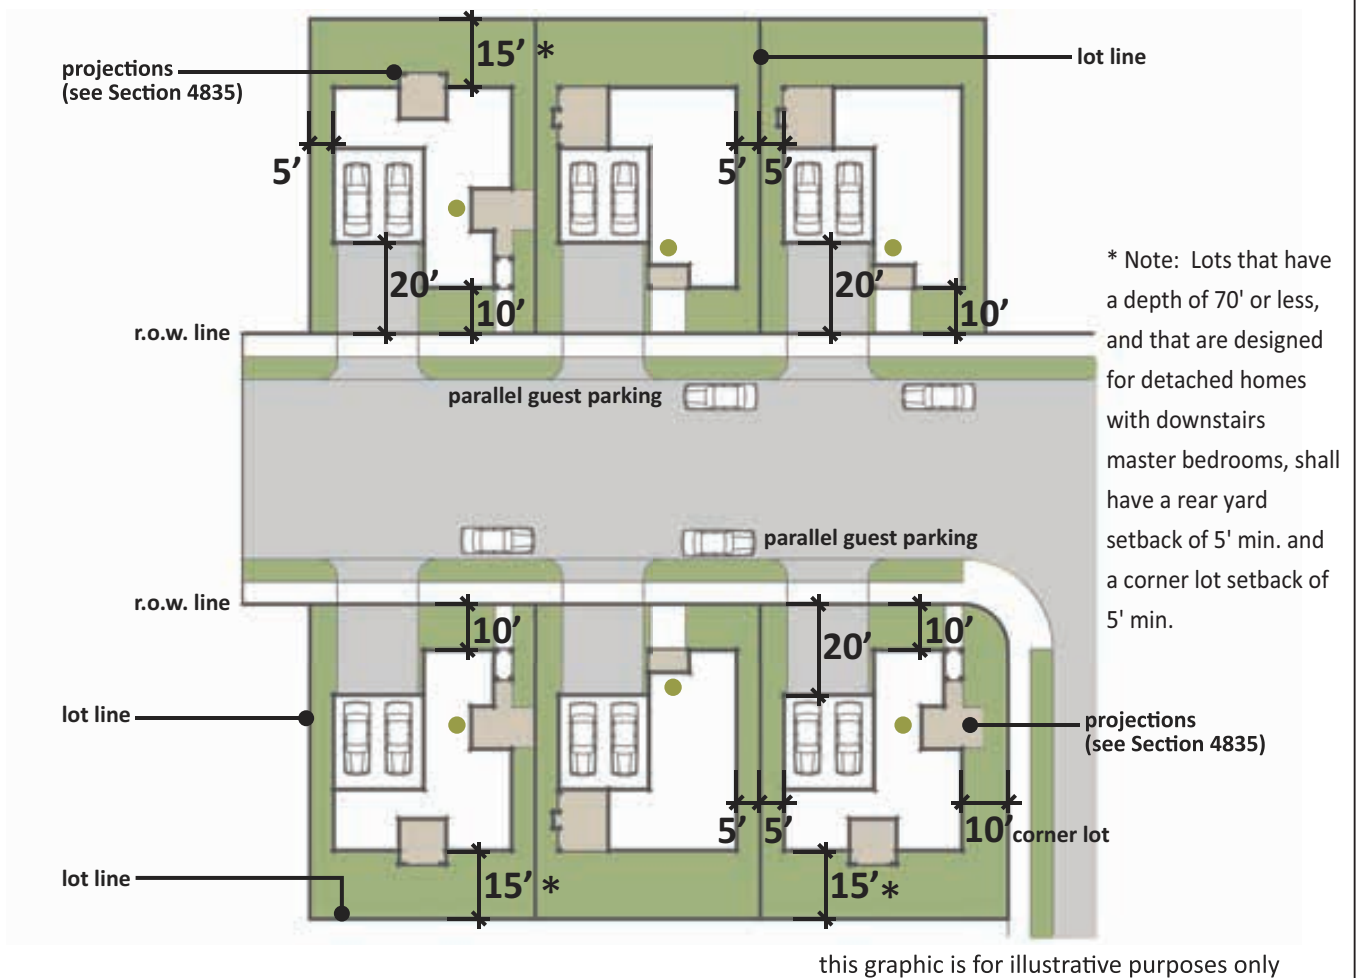 15' *
lot line
projections
(see Section 4835)
5'
5'
5'
20'
10'
20'
10'
r.o.w. line
parallel guest parking
* Note: Lots that have
a depth of 70' or less,
and that are designed
for detached homes
with downstairs
master bedrooms, shall
have a rear yard
setback of 5' min. and
a corner lot setback of
5' min.
parallel guest parking
r.o.w. line
10'
20'
10'
lot line
projections
(see Section 4835)
5'
5'
10' corner lot
lot line
15' *
15' *
this graphic is for illustrative purposes only